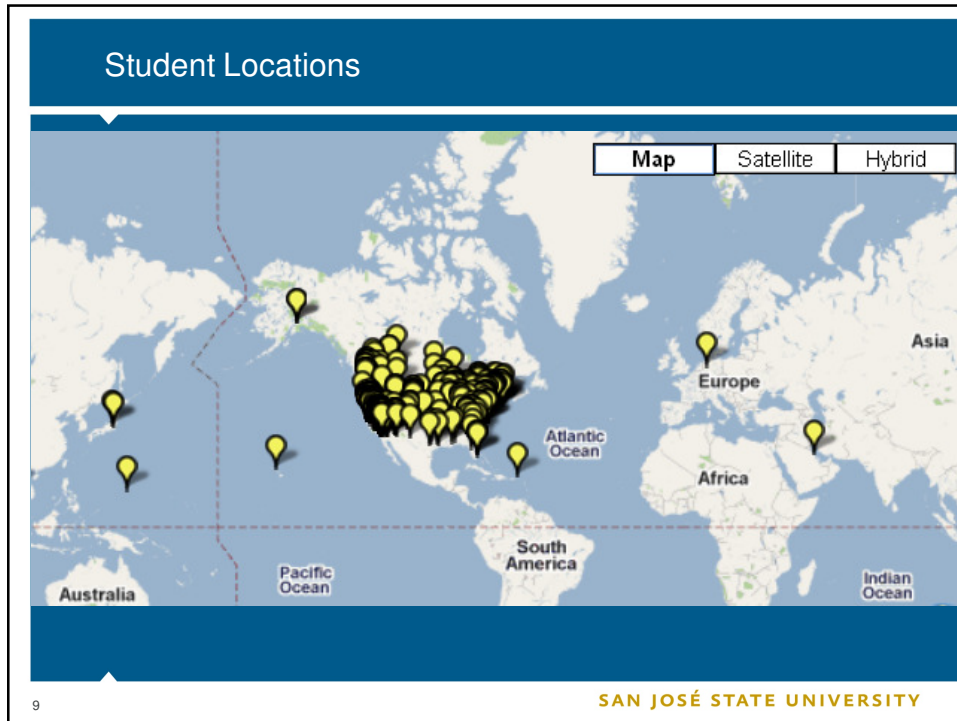 Student Locations
Map
Satellite
Hybrid
Asia
Europe
Atlantic
Ocean
Africa
South
America
Pacific
Ocean
Indian
Ocean
Australia
9
SAN JOSÉ STATE UNIVERSITY